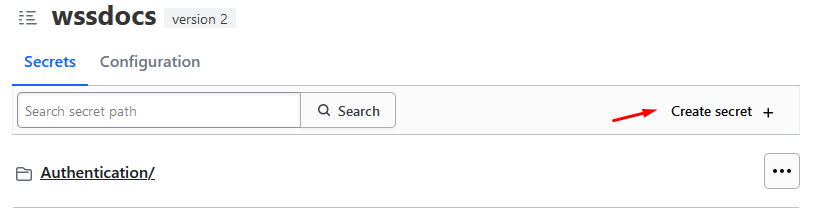 wssdocs version 2
Secrets Configuration
Search secret path Search Create secret +
Authentication/